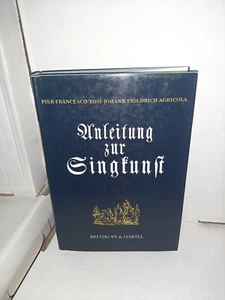 PIER FRANCESCO TOSI · JOHANN FRIEDRICH AGRICOLA
Anleitung
zur
Singkunst
BREITKOPF & HÄRTEL